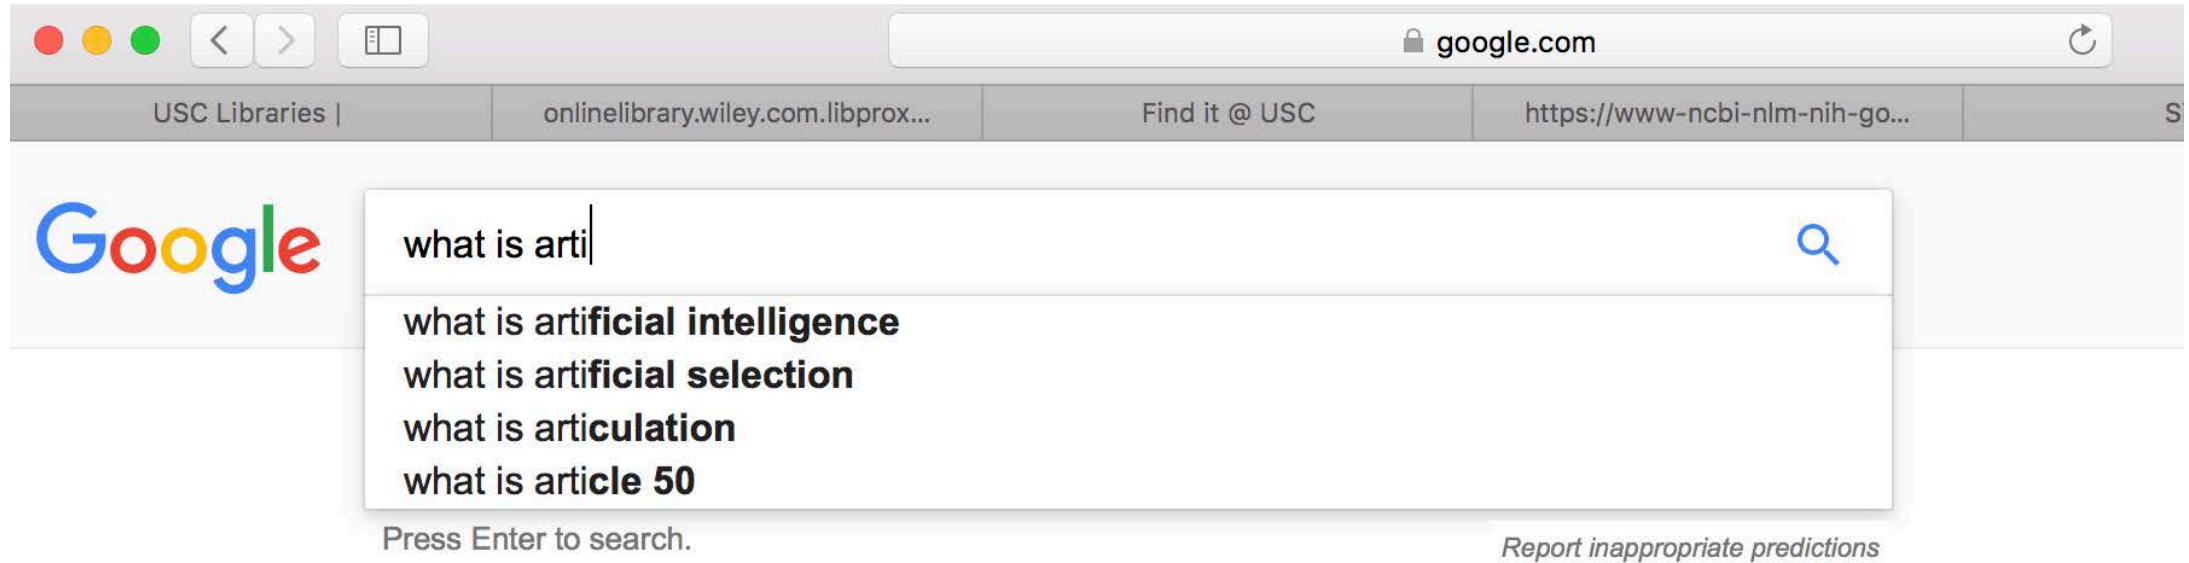 google.com
USC Libraries |
onlinelibrary.wiley.com.libprox...
Find it @ USC
https://www-ncbi-nlm-nih-go...
S
Google
what is arti
what is artificial intelligence
what is artificial selection
what is articulation
what is article 50
Press Enter to search.
Report inappropriate predictions